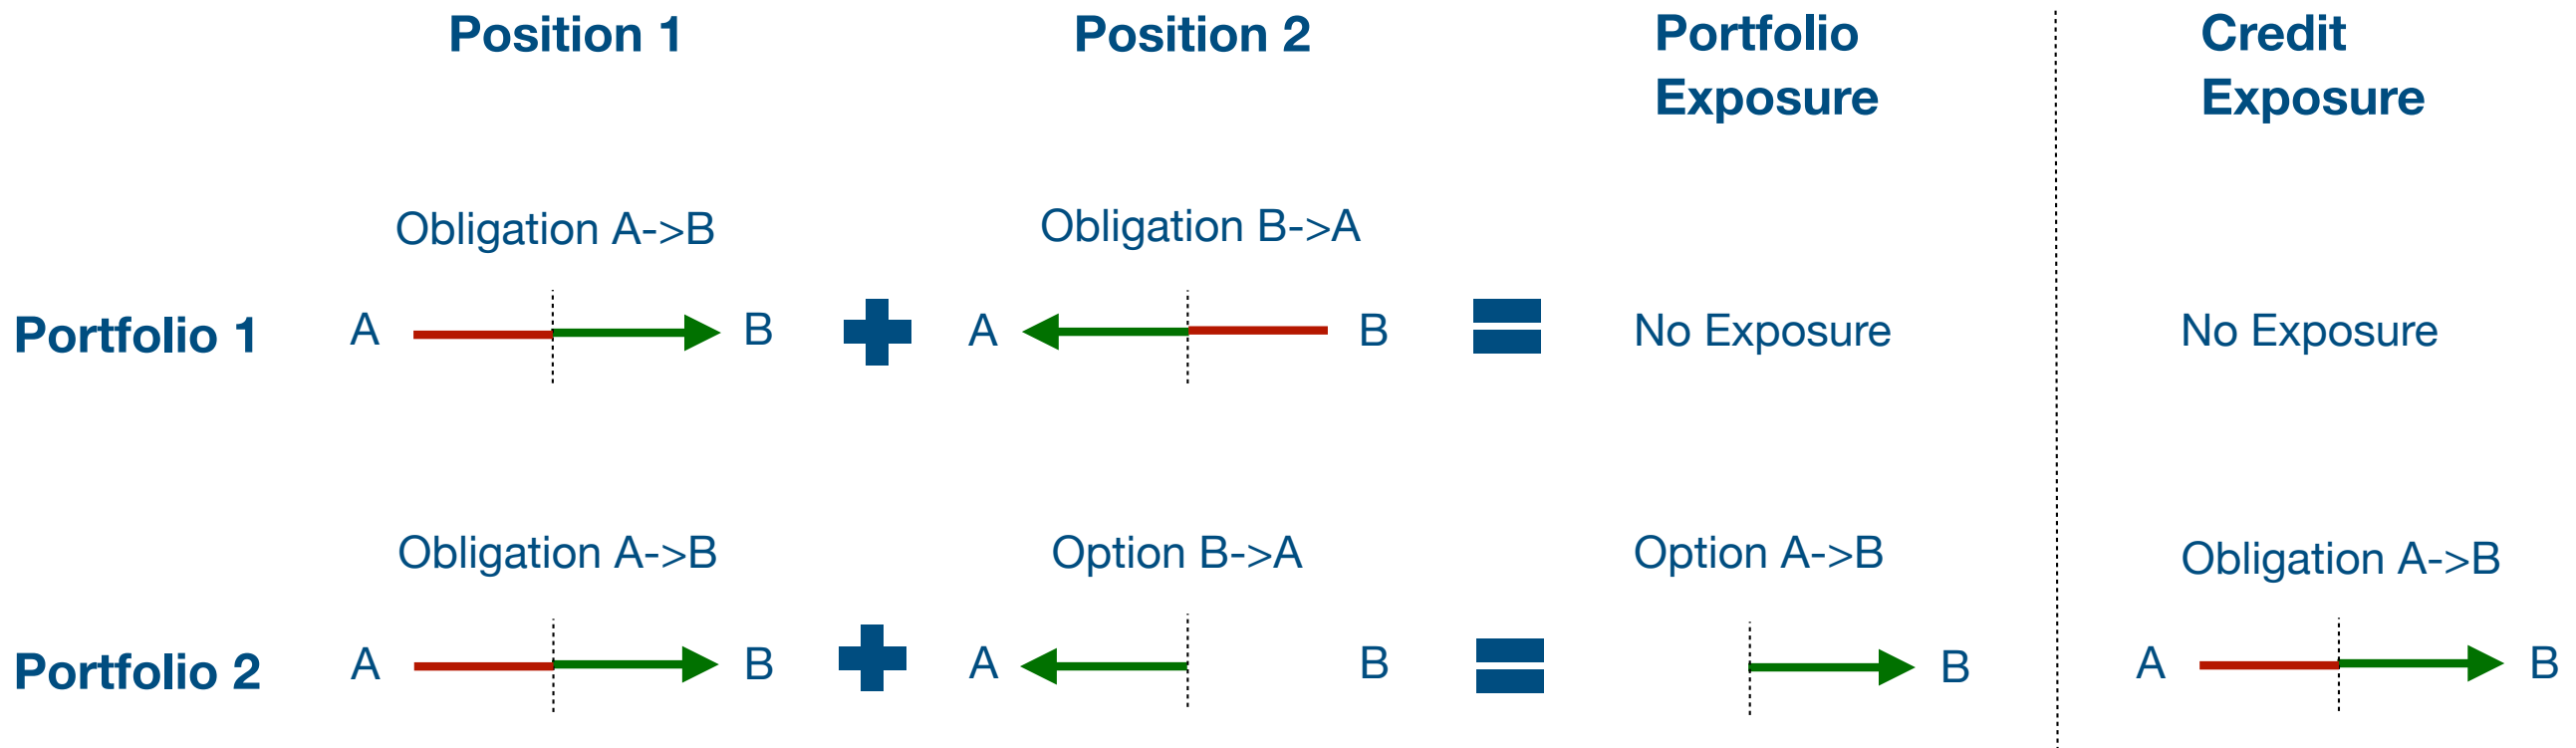 Position 1
Position 2
Portfolio
Exposure
Credit
Exposure
Obligation A->B
Obligation B->A
Portfolio 1
A
B
A
B
No Exposure
No Exposure
Obligation A->B
Option B->A
Option A->B
Obligation A->B
Portfolio 2
A
B
A
B
B
A
B